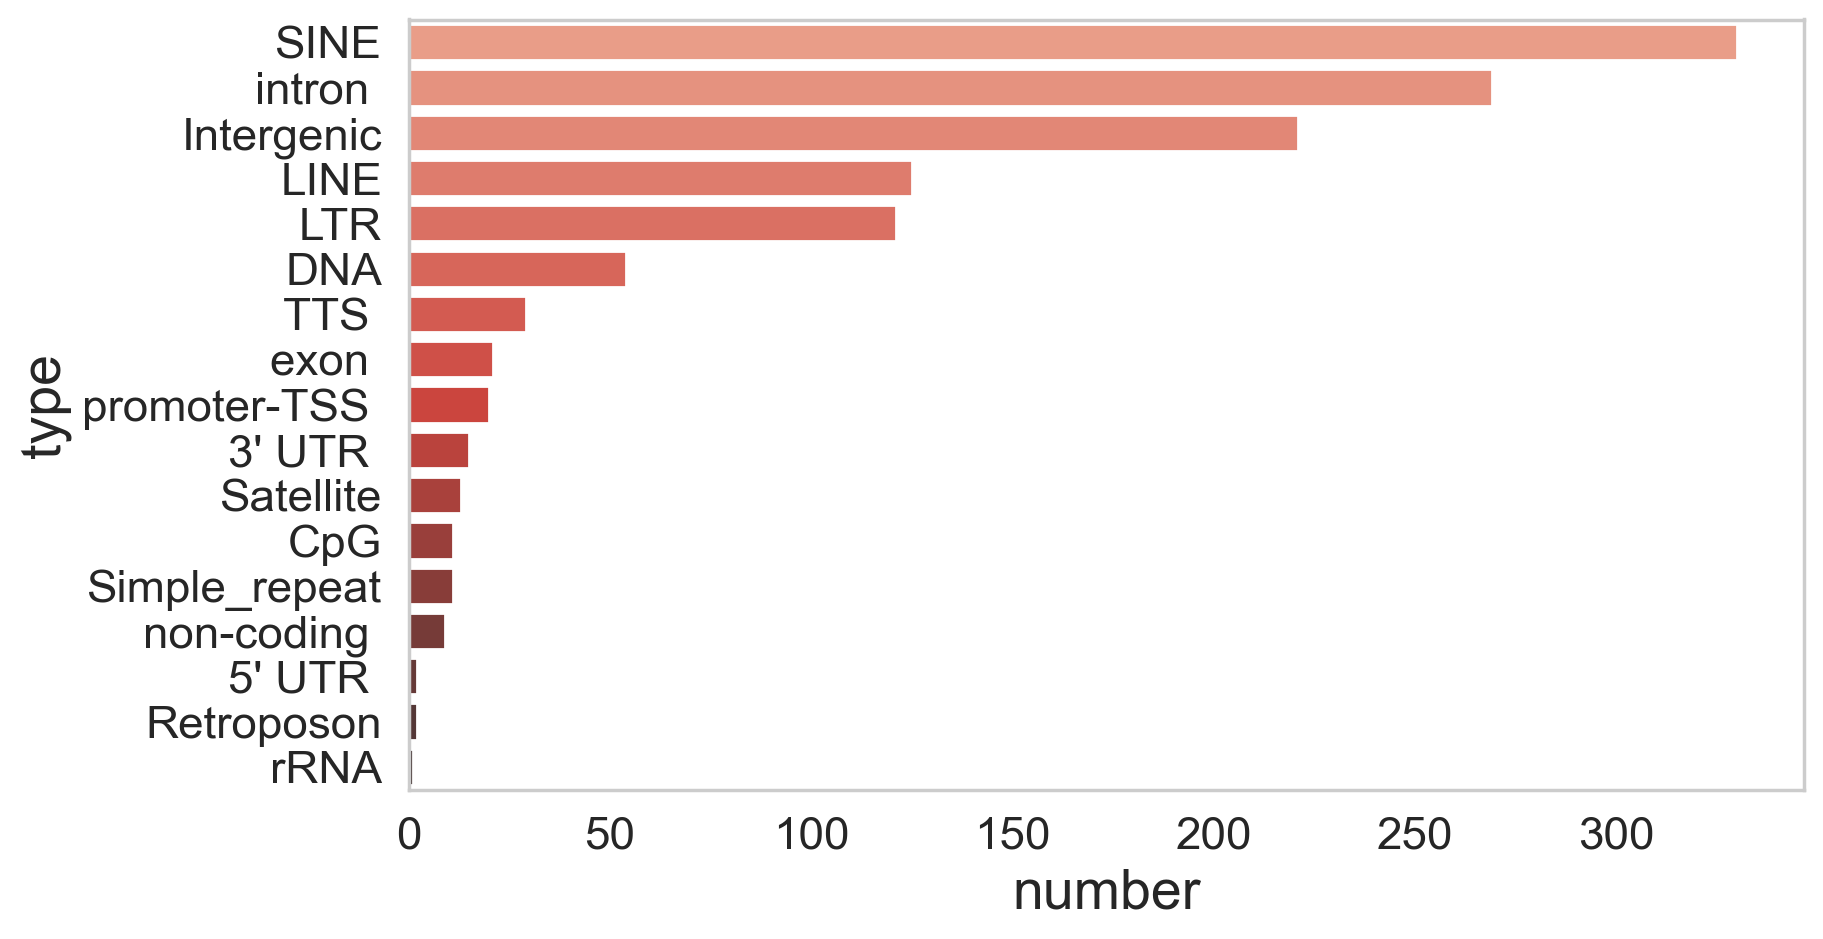 SINE
intron
Intergenic
LINE
LTR
DNA
TTS
exon
promoter-TSS
3' UTR
Satellite
CpG
Simple_repeat
non-coding
5' UTR
Retroposon
rRNA
type
0 50 100 150 200 250 300
number